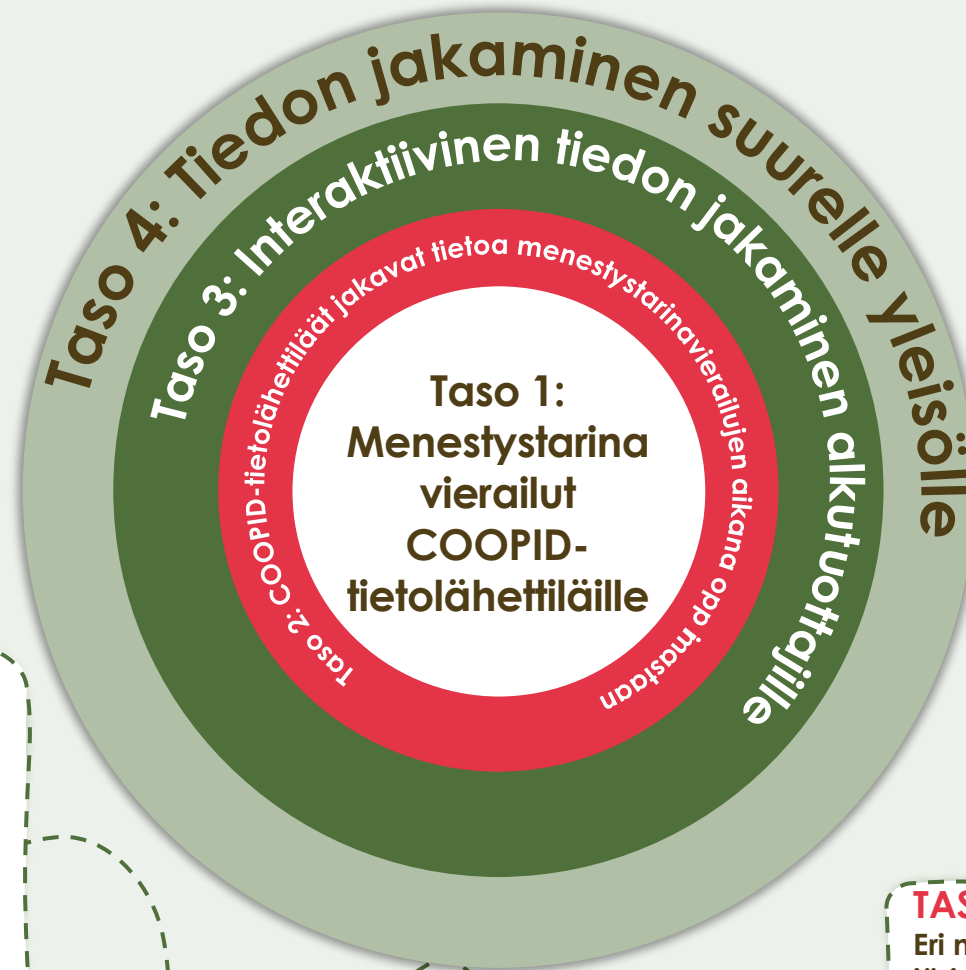 Taso 4: Tiedon jakaminen suurelle yleisölle
Taso 3: Interaktiivinen tiedon jakaminen alkutuottajille
Taso 2: COOPID-tietolähettiläät jakavat tietoa menestystarinavierailujen aikana opp mastaan
Taso 1:
Menestystarina
vierailut
COOPID-
tietolähettiläille
TAS
Eri